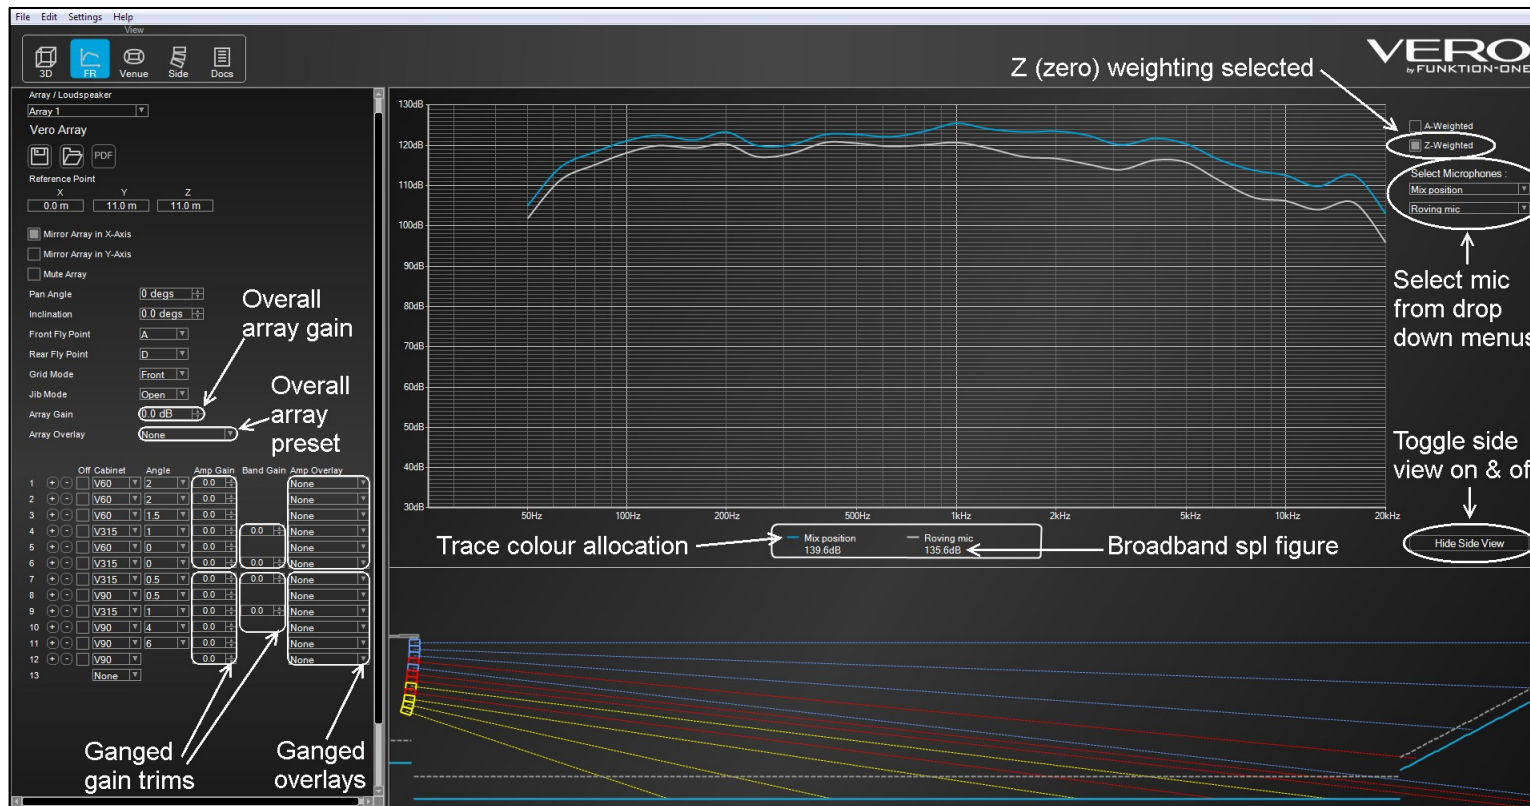 File Edit Settings Help
View
3D FR Venue Side Docs
Array / Loudspeaker
Array 1
Vero Array
PDF
Reference Point
X Y Z
0.0 m 11.0 m 11.0 m
Mirror Array in X-Axis
Mirror Array in Y-Axis
Mute Array
Pan Angle 0 degs
Inclination 0.0 degs
Front Fly Point A
Rear Fly Point D
Grid Mode Front
Jib Mode Open
Array Gain 0.0 dB
Array Overlay None
Overall
array gain
Overall
array
preset
Off Cabinet Angle Amp Gain Band Gain Amp Overlay
1 + - V60 2 0.0 None
2 + - V60 2 0.0 None
3 + - V60 1.5 0.0 None
4 + - V315 1 0.0 0.0 None
5 + - V60 0 0.0 None
6 + - V315 0 0.0 0.0 None
7 + - V315 0.5 0.0 0.0 None
8 + - V90 0.5 0.0 None
9 + - V315 1 0.0 0.0 None
10 + - V90 4 0.0 None
11 + - V90 6 0.0 None
12 + - V90 0.0 None
13 None
Ganged
gain trims
Ganged
overlays
Z (zero) weighting selected
VERO
by FUNKTION-ONE
130dB
120dB
110dB
100dB
90dB
80dB
70dB
60dB
50dB
40dB
30dB
50Hz 100Hz 200Hz 500Hz 1kHz 2kHz 5kHz 10kHz 20kHz
A-Weighted
Z-Weighted
Select Microphones :
Mix position
Roving mic
Select mic
from drop
down menus
Toggle side
view on & of
Hide Side View
Trace colour allocation
Mix position Roving mic
139.6dB 135.6dB
Broadband spl figure